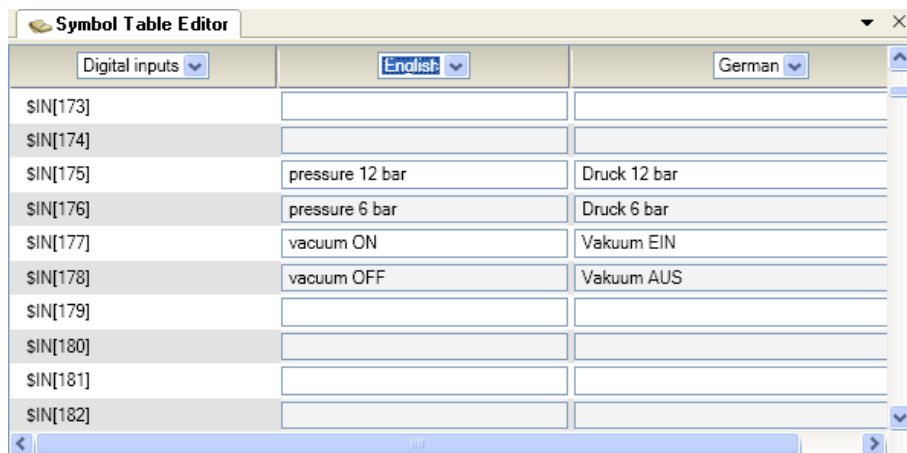 Symbol Table Editor
Digital inputs English German
$IN[173]
$IN[174]
$IN[175] pressure 12 bar Druck 12 bar
$IN[176] pressure 6 bar Druck 6 bar
$IN[177] vacuum ON Vakuum EIN
$IN[178] vacuum OFF Vakuum AUS
$IN[179]
$IN[180]
$IN[181]
$IN[182]